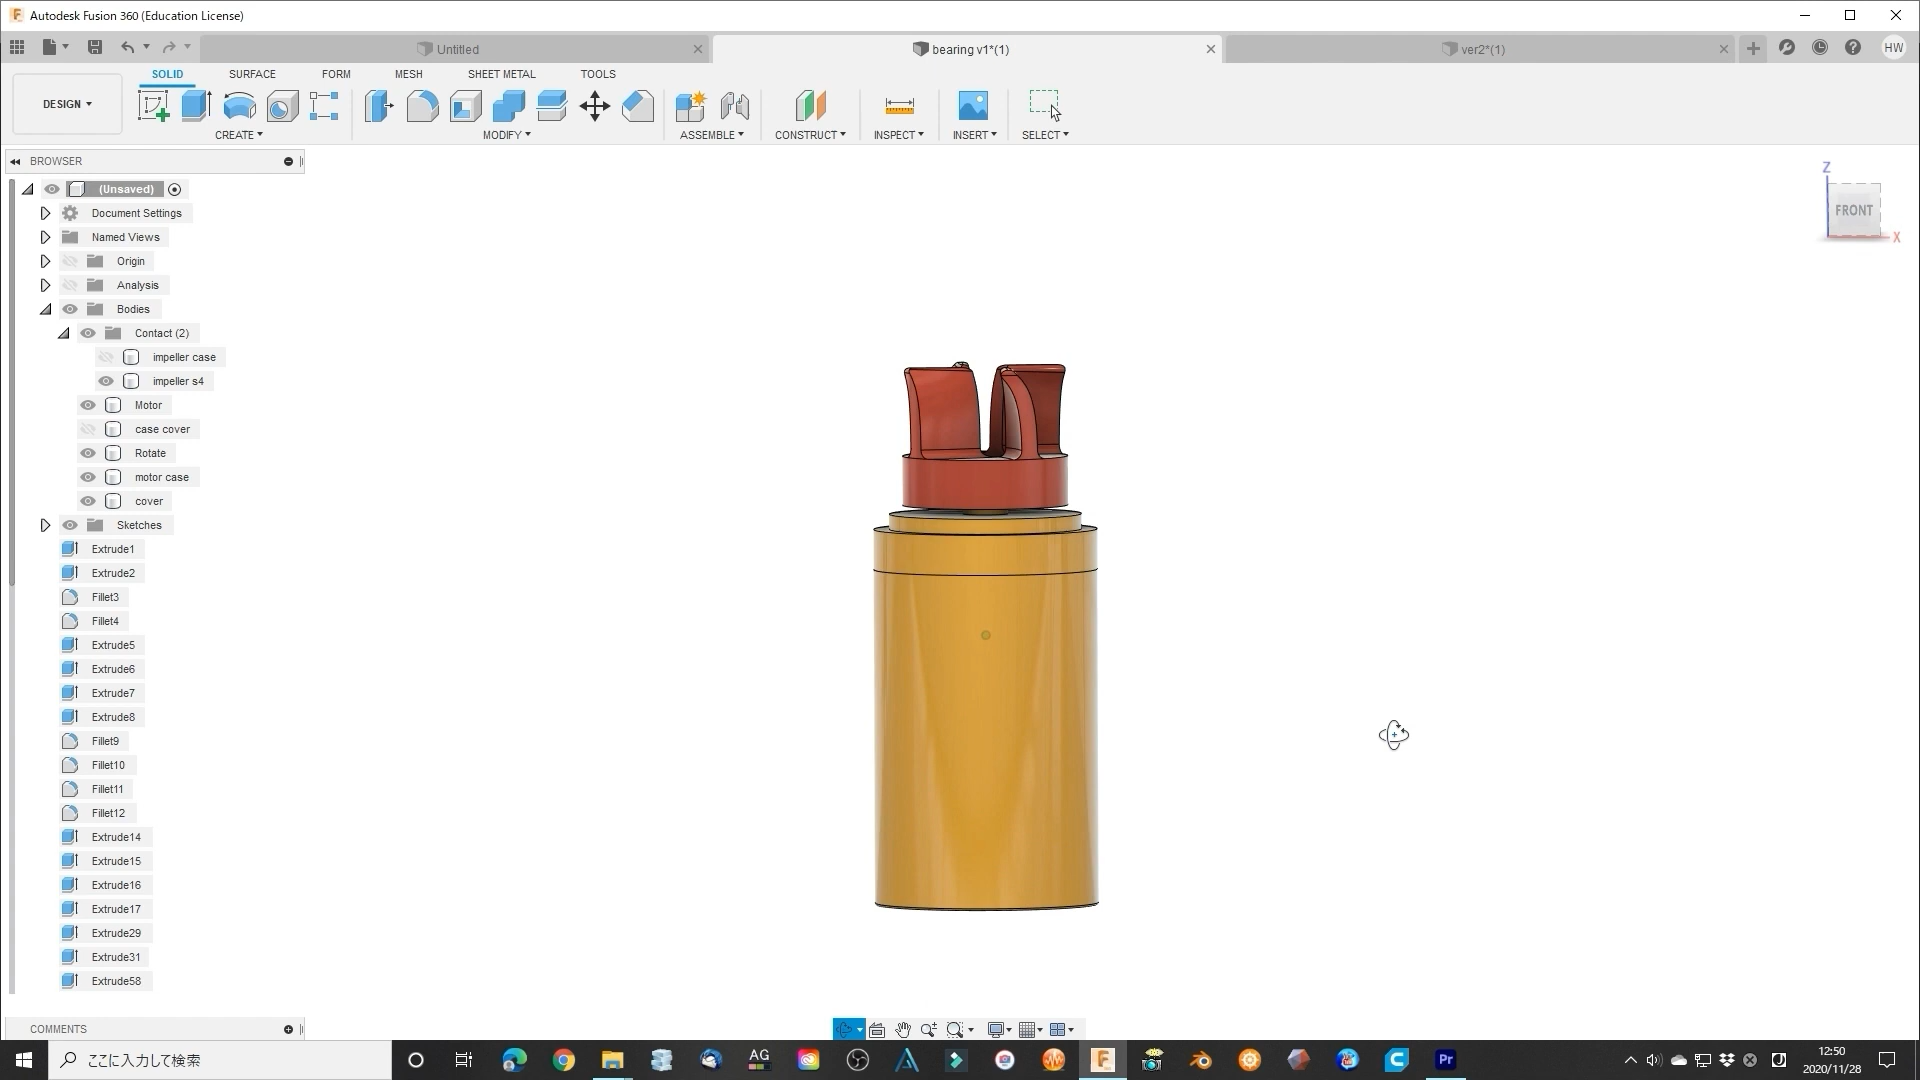 Autodesk Fusion 360 (Education License)
Untitled
bearing v1*(1)
ver2*(1)
HW
DESIGN
SOLID
SURFACE
FORM
MESH
SHEET METAL
TOOLS
CREATE
MODIFY
ASSEMBLE
CONSTRUCT
INSPECT
INSERT
SELECT
BROWSER
(Unsaved)
Document Settings
Named Views
Origin
Analysis
Bodies
Contact (2)
impeller case
impeller s4
Motor
case cover
Rotate
motor case
cover
Sketches
Extrude1
Extrude2
Fillet3
Fillet4
Extrude5
Extrude6
Extrude7
Extrude8
Fillet9
Fillet10
Fillet11
Fillet12
Extrude14
Extrude15
Extrude16
Extrude17
Extrude29
Extrude31
Extrude58
Z
FRONT
X
COMMENTS
ここに入力して検索
AG
Pr
12:50
2020/11/28